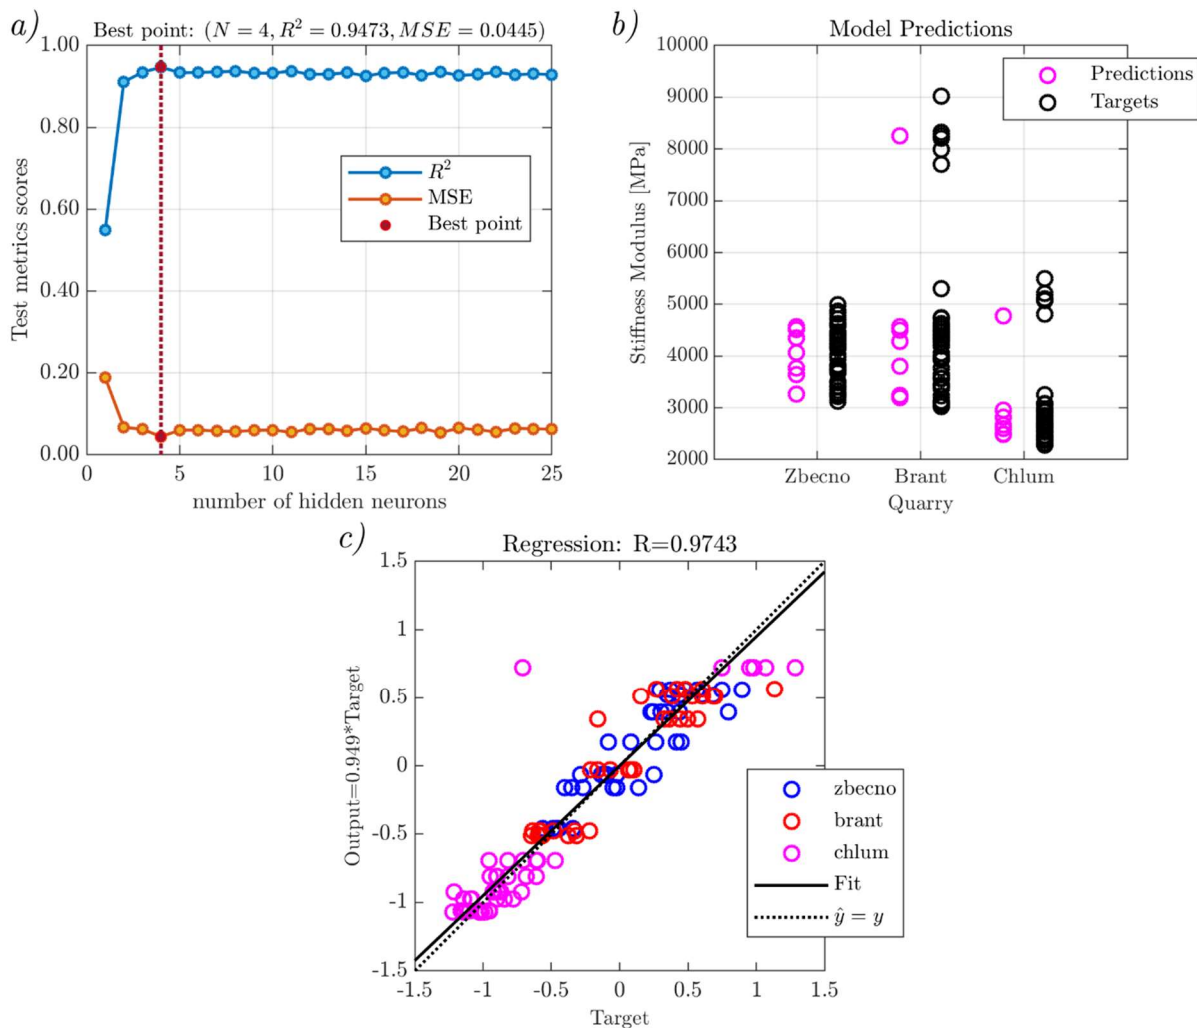 a)
Best point: (N = 4, R² = 0.9473, MSE = 0.0445)
1.00
0.80
0.60
0.40
0.20
0.00
Test metrics scores
R²
MSE
Best point
0
5
10
15
20
25
number of hidden neurons
b)
Model Predictions
10000
9000
8000
7000
6000
5000
4000
3000
2000
Stiffness Modulus [MPa]
Predictions
Targets
Zbecno
Brant
Chlum
Quarry
c)
Regression: R=0.9743
1.5
1
0.5
0
-0.5
-1
-1.5
Output=0.949*Target
zbecno
brant
chlum
Fit
ŷ = y
-1.5
-1
-0.5
0
0.5
1
1.5
Target